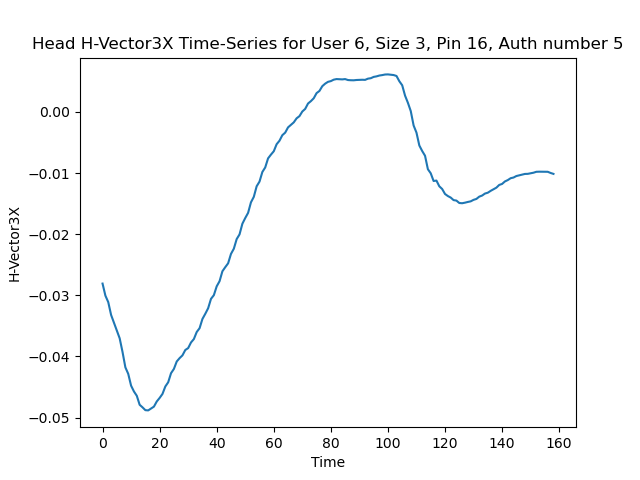 Head H-Vector3X Time-Series for User 6, Size 3, Pin 16, Auth number 5
H-Vector3X
0.00
−0.01
−0.02
−0.03
−0.04
−0.05
0 20 40 60 80 100 120 140 160
Time